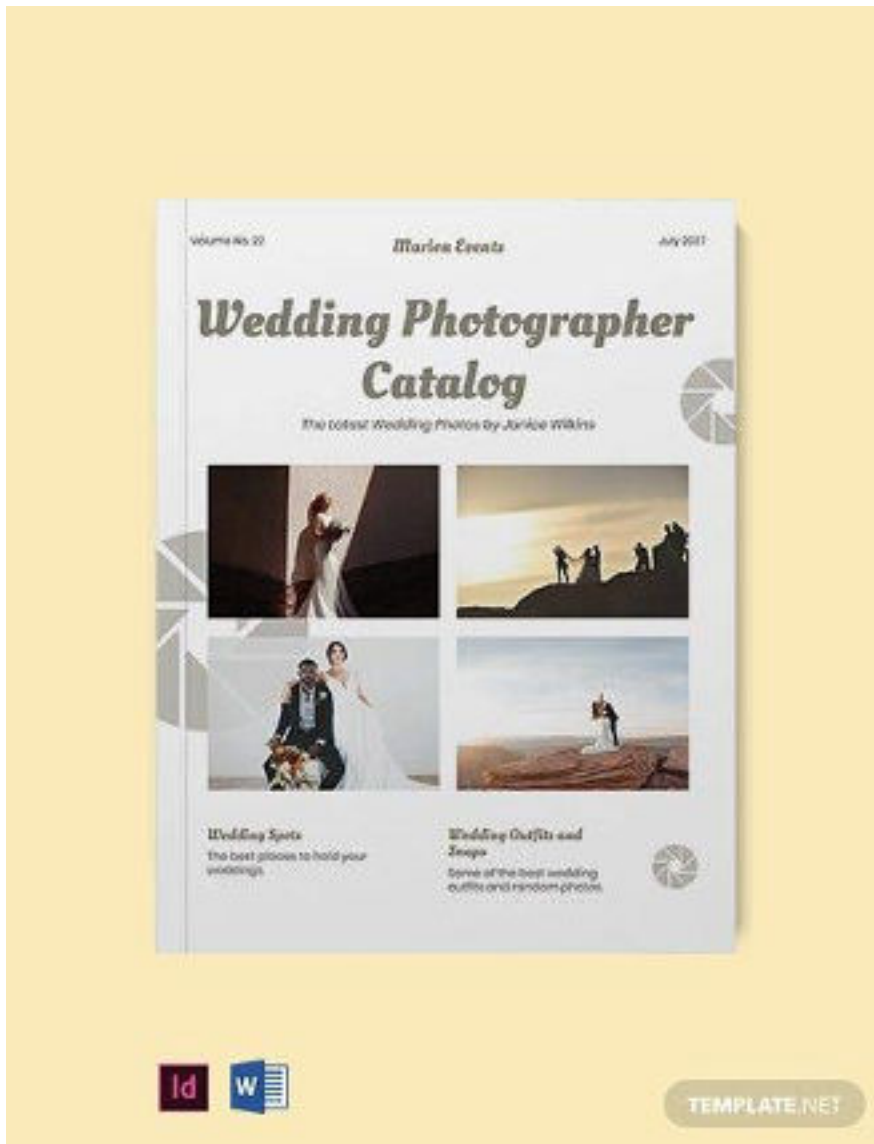 Volume No. 22
Marien Events
July 2027
Wedding Photographer
Catalog
The Latest Wedding Photos by Janice Wilkins
Wedding Spots
The best places to hold your
weddings.
Wedding Outfits and
Snaps
Some of the best wedding
outfits and random photos.
Id
W
TEMPLATE.NET